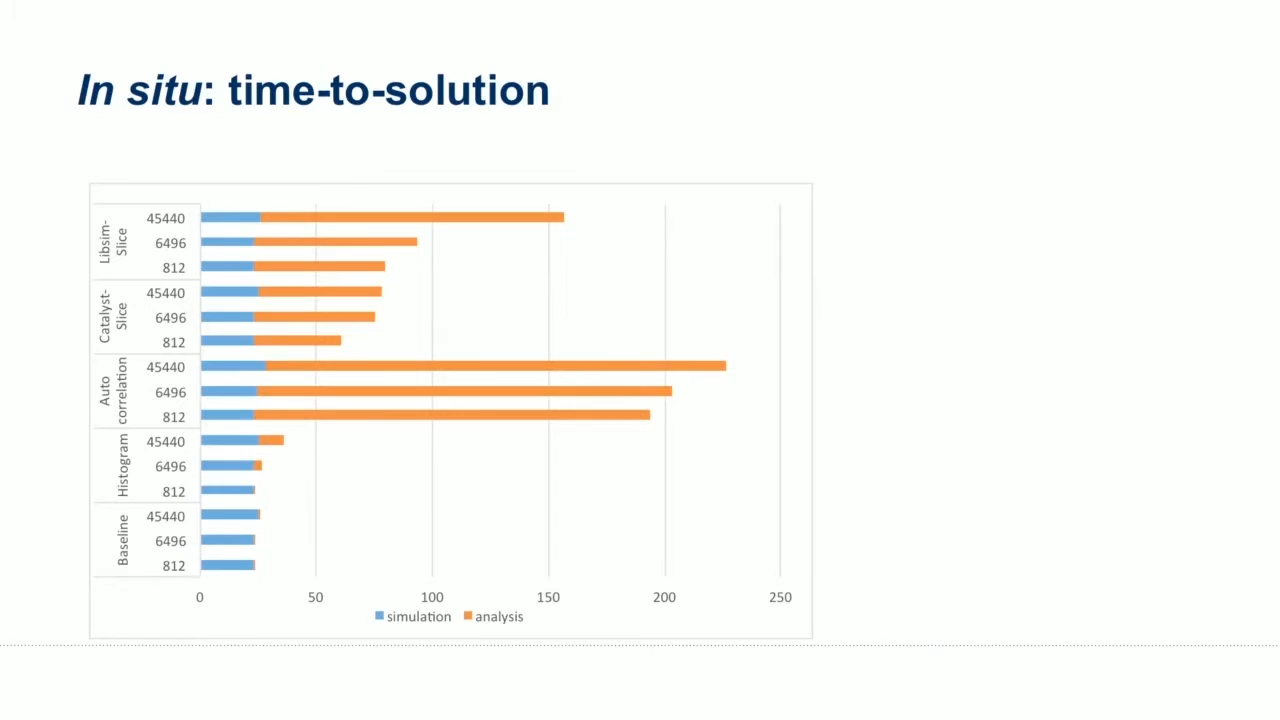 In situ: time-to-solution
Libsim-
Slice
45440
6496
812
Catalyst-
Slice
45440
6496
812
Auto
correlation
45440
6496
812
Histogram
45440
6496
812
Baseline
45440
6496
812
0 50 100 150 200 250
simulation analysis